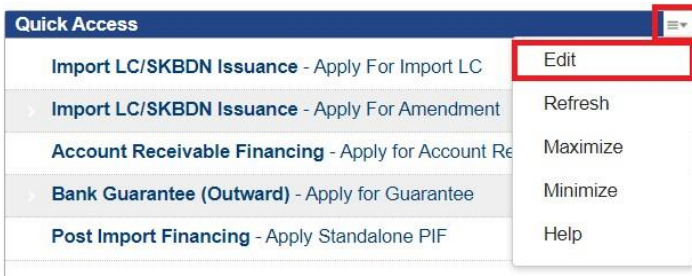 Quick Access
Import LC/SKBDN Issuance - Apply For Import LC
Import LC/SKBDN Issuance - Apply For Amendment
Account Receivable Financing - Apply for Account Re
Bank Guarantee (Outward) - Apply for Guarantee
Post Import Financing - Apply Standalone PIF
Edit
Refresh
Maximize
Minimize
Help